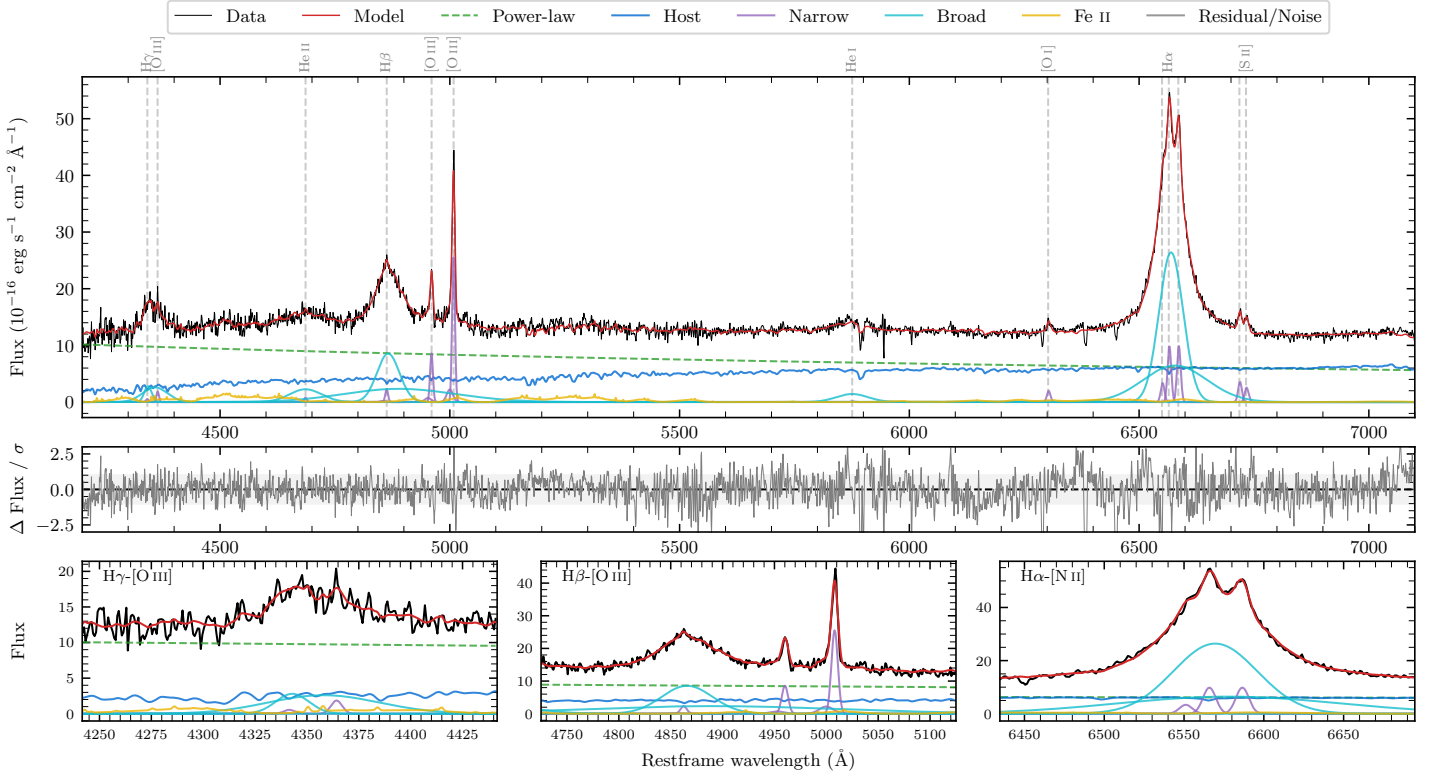 Data Model Power-law Host Narrow Broad Fe II Residual/Noise
Hγ [O III] He II Hβ [O III] [O III] He I [O I] Hα [S II]
Flux (10⁻¹⁶ erg s⁻¹ cm⁻² Å⁻¹)
50
40
30
20
10
0
4500 5000 5500 6000 6500 7000
Δ Flux / σ
2.5
0.0
−2.5
4500 5000 5500 6000 6500 7000
Flux
Hγ-[O III]
20
15
10
5
0
4250 4275 4300 4325 4350 4375 4400 4425
Hβ-[O III]
40
20
0
4750 4800 4850 4900 4950 5000 5050 5100
Hα-[N II]
40
20
0
6450 6500 6550 6600 6650
Restframe wavelength (Å)